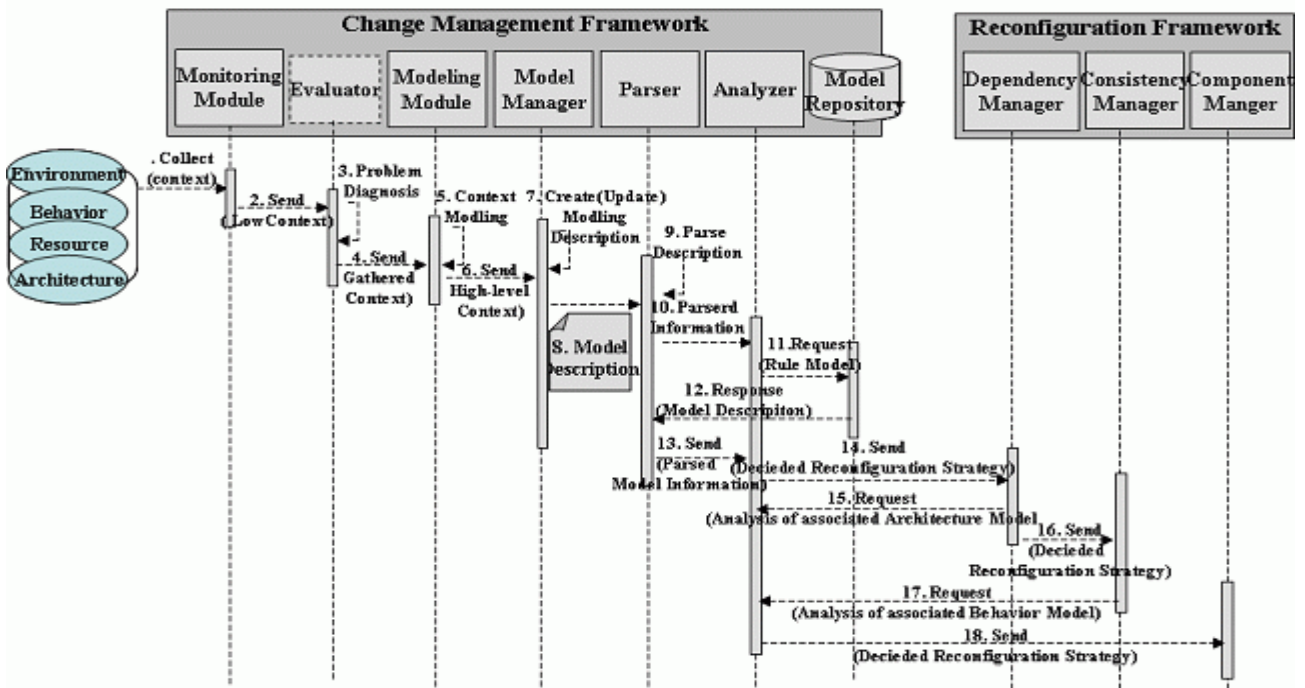 Change Management Framework
Reconfiguration Framework
Monitoring
Module
Evaluator
Modeling
Module
Model
Manager
Parser
Analyzer
Model
Repository
Dependency
Manager
Consistency
Manager
Component
Manger
Environment
Behavior
Resource
Architecture
. Collect
(context)
2. Send
(LowContext)
3. Problem
Diagnosis
4. Send
Gathered
Context)
5. Context
Modling
6. Send
High-level
Context)
7. Create(Update)
Modling
Description
8. Model
Description
9. Parse
Description
10. Parserd
Information
11.Request
(Rule Model)
12. Response
(Model Descripiton)
13. Send
(Parsed
Model Information)
14. Send
(Decieded Reconfiguration Strategy)
15. Request
(Analysis of associated Architecture Model
16. Send
(Decieded
Reconfiguration Strategy)
17. Request
(Analysis of associated Behavior Model)
18. Send
(Decieded Reconfiguration Strategy)